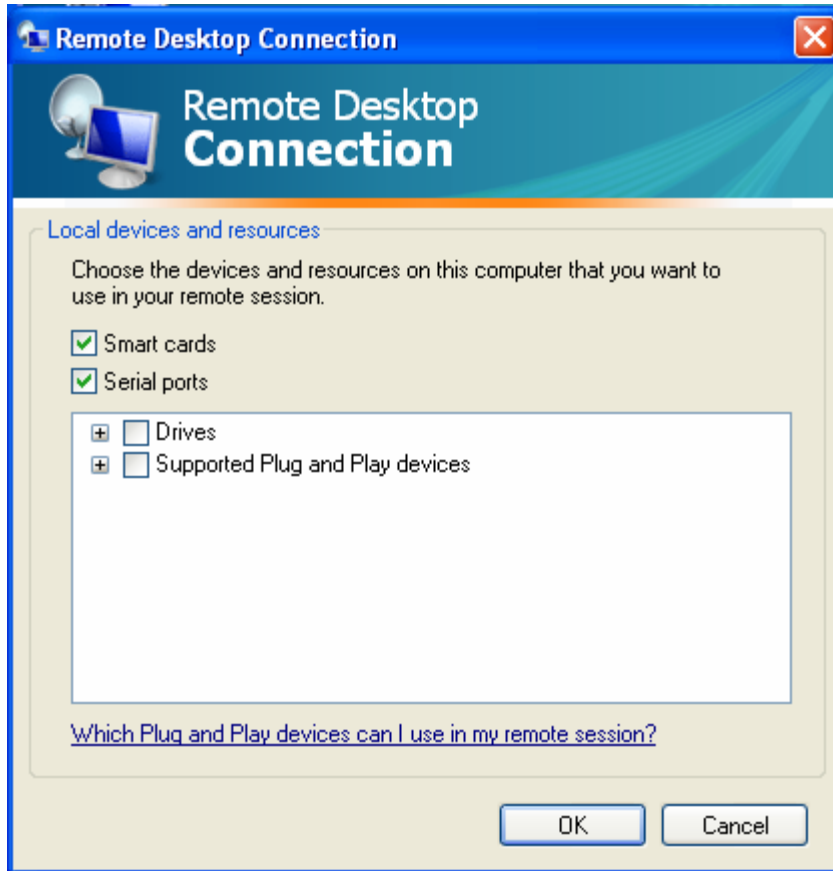 Remote Desktop Connection
Remote Desktop
Connection
Local devices and resources
Choose the devices and resources on this computer that you want to
use in your remote session.
Smart cards
Serial ports
Drives
Supported Plug and Play devices
Which Plug and Play devices can I use in my remote session?
OK
Cancel